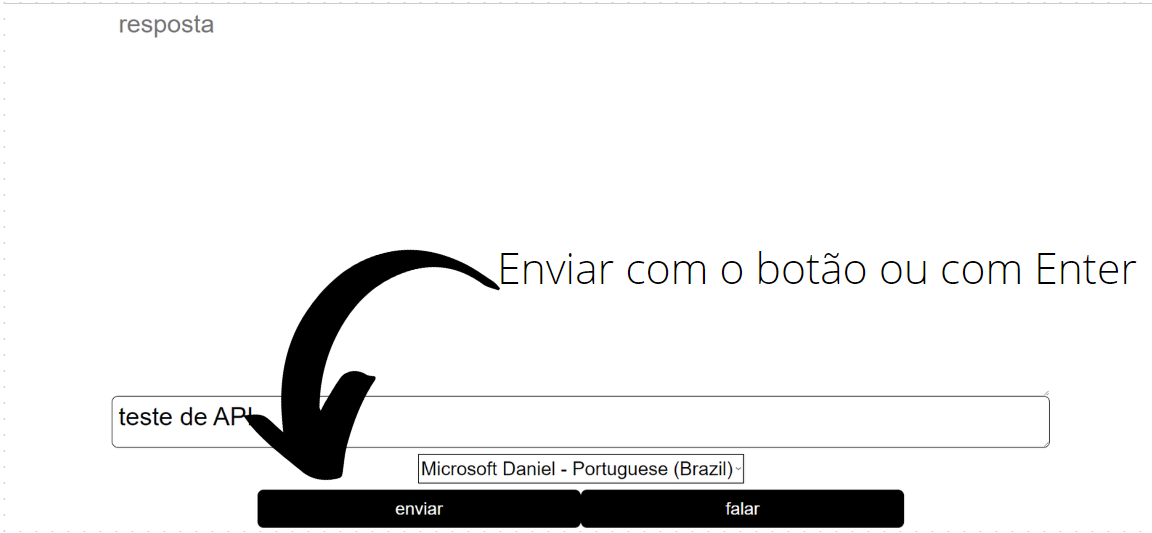 resposta
Enviar com o botão ou com Enter
teste de API
Microsoft Daniel - Portuguese (Brazil)
enviar
falar